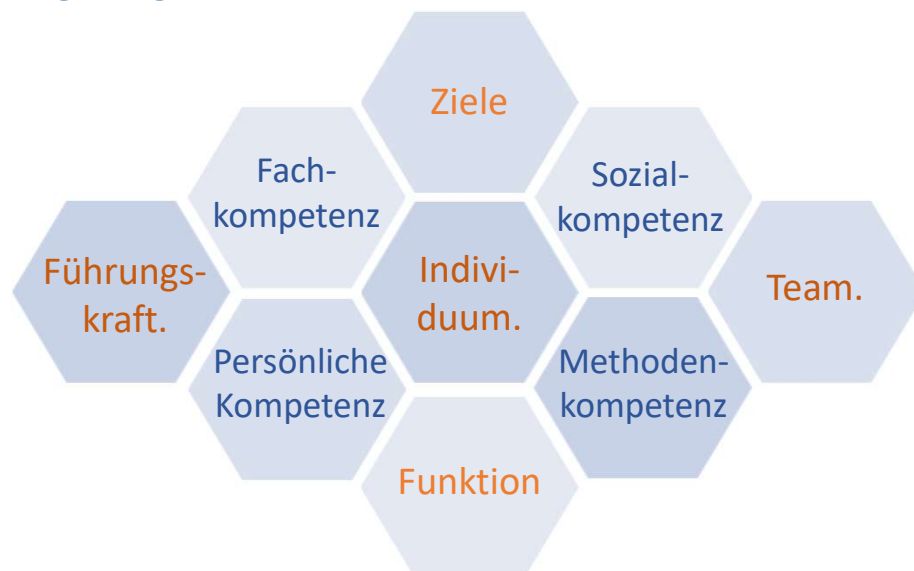 Ziele
Fach-
kompetenz
Sozial-
kompetenz
Führungs-
kraft.
Indivi-
duum.
Team.
Persönliche
Kompetenz
Methoden-
kompetenz
Funktion